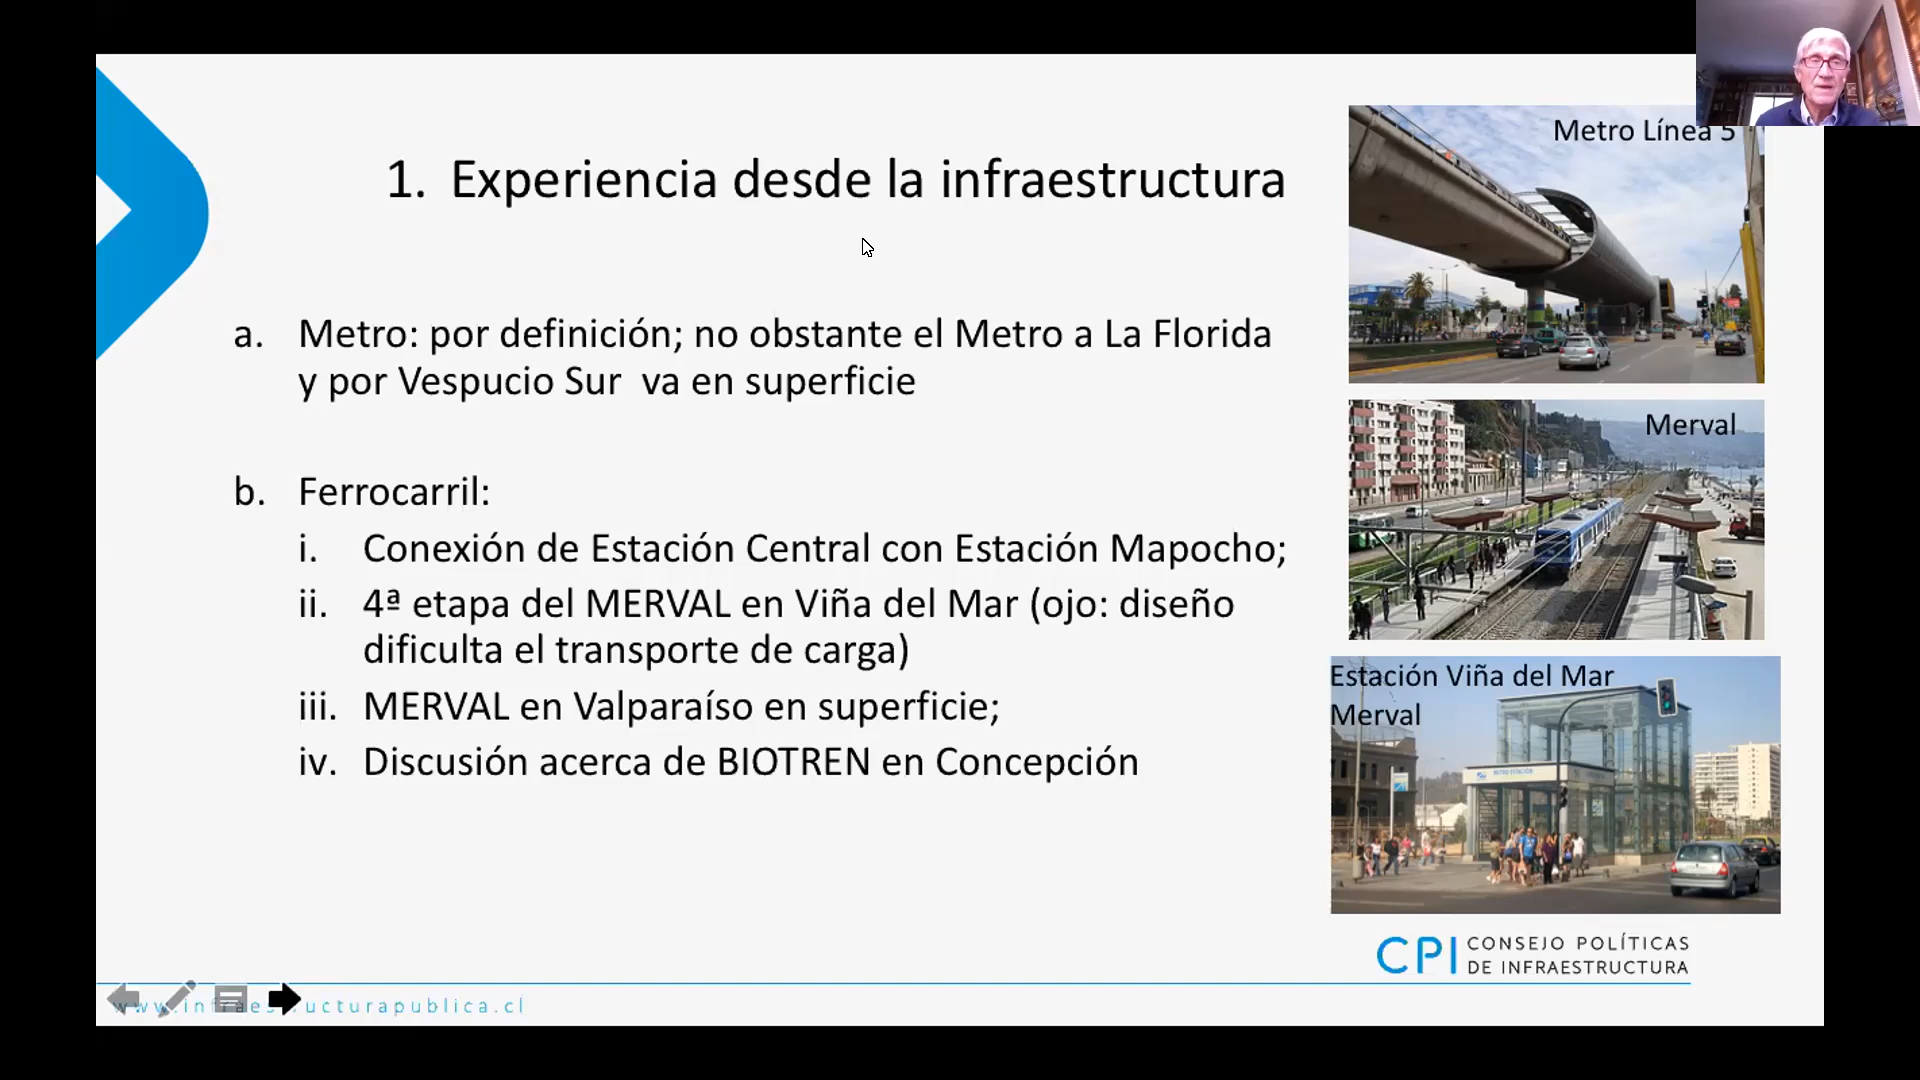 1. Experiencia desde la infraestructura
a. Metro: por definición; no obstante el Metro a La Florida
y por Vespucio Sur va en superficie
b. Ferrocarril:
i. Conexión de Estación Central con Estación Mapocho;
ii. 4ª etapa del MERVAL en Viña del Mar (ojo: diseño
dificulta el transporte de carga)
iii. MERVAL en Valparaíso en superficie;
iv. Discusión acerca de BIOTREN en Concepción
Metro Línea 5
Merval
Estación Viña del Mar
Merval
CPI CONSEJO POLÍTICAS
DE INFRAESTRUCTURA
www.infraestructurapublica.cl